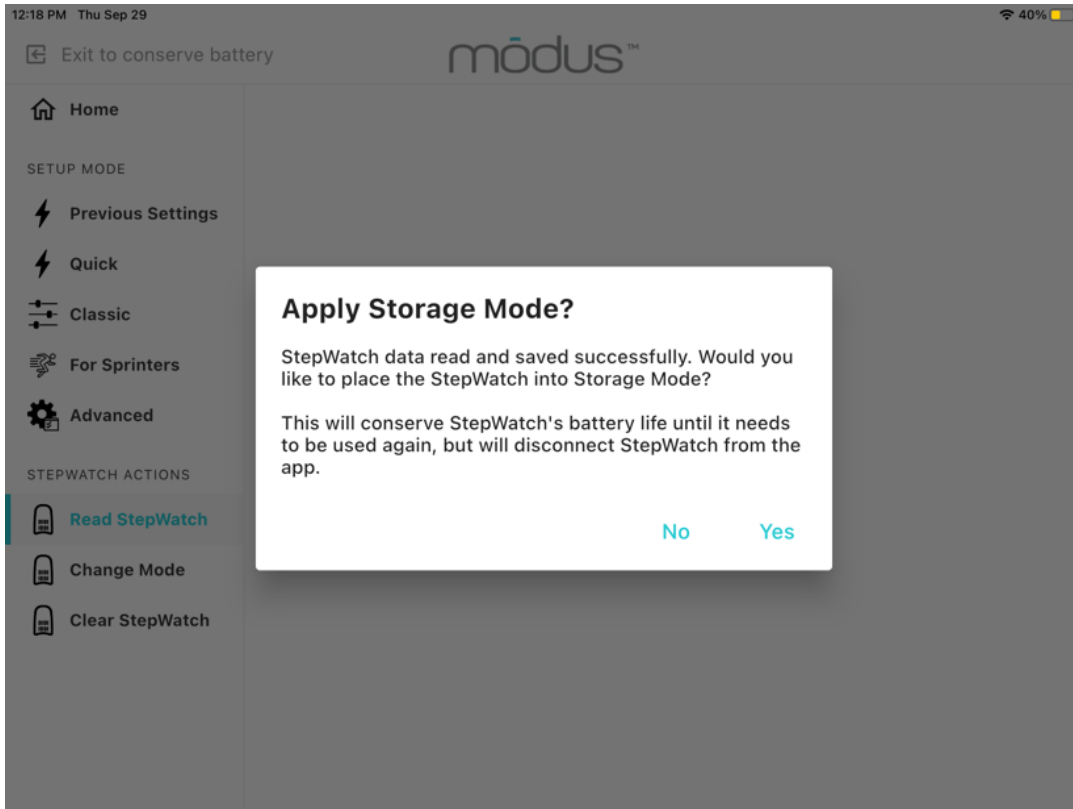 12:18 PM Thu Sep 29
40%
Exit to conserve battery
mōdus™
Home
SETUP MODE
Previous Settings
Quick
Classic
For Sprinters
Advanced
STEPWATCH ACTIONS
Read StepWatch
Change Mode
Clear StepWatch
Apply Storage Mode?
StepWatch data read and saved successfully. Would you
like to place the StepWatch into Storage Mode?
This will conserve StepWatch's battery life until it needs
to be used again, but will disconnect StepWatch from the
app.
No Yes